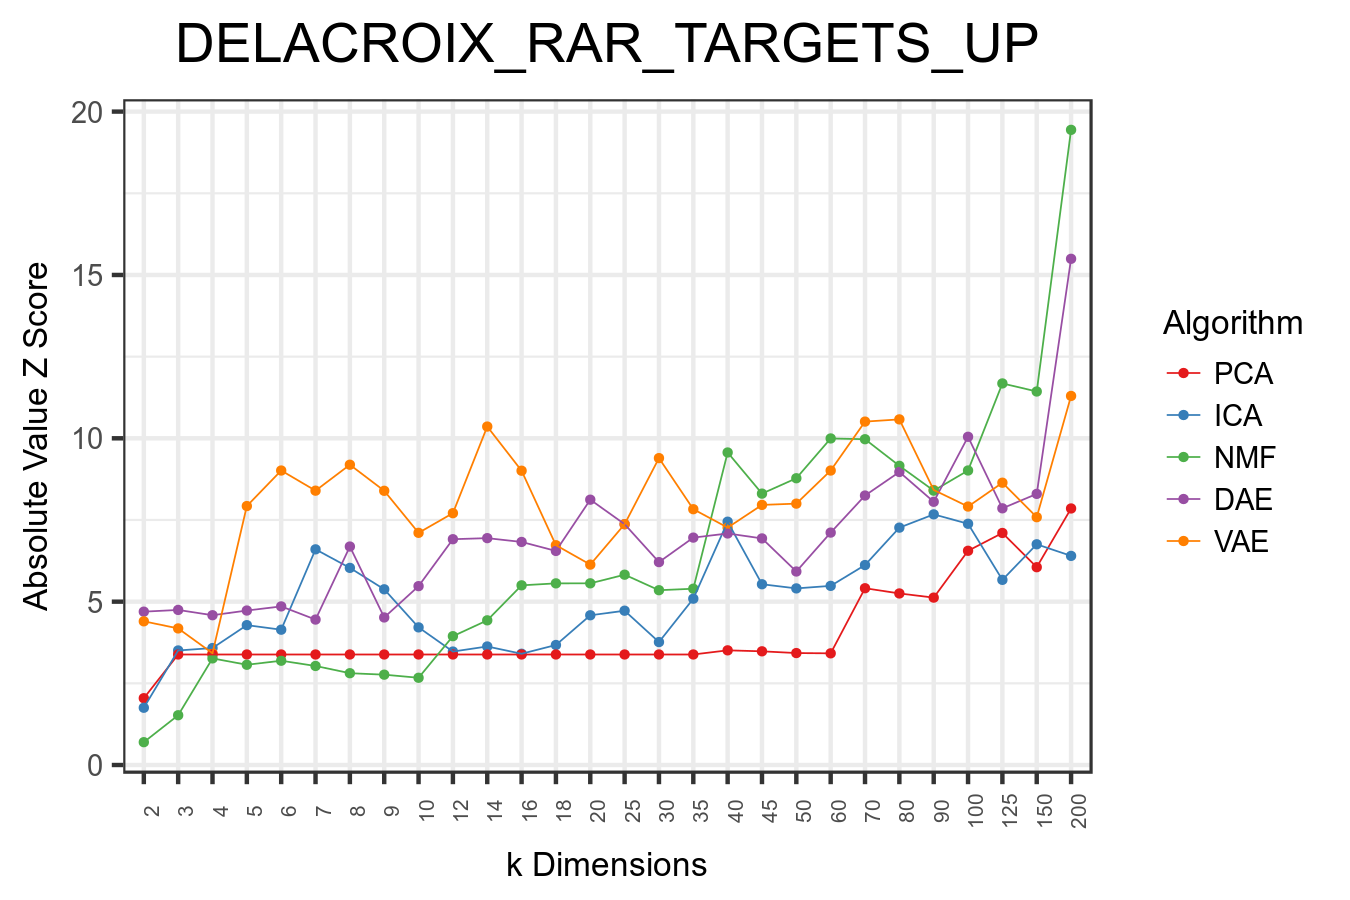 DELACROIX_RAR_TARGETS_UP
Absolute Value Z Score
20
15
10
5
0
2 3 4 5 6 7 8 9 10 12 14 16 18 20 25 30 35 40 45 50 60 70 80 90 100 125 150 200
k Dimensions
Algorithm
PCA
ICA
NMF
DAE
VAE